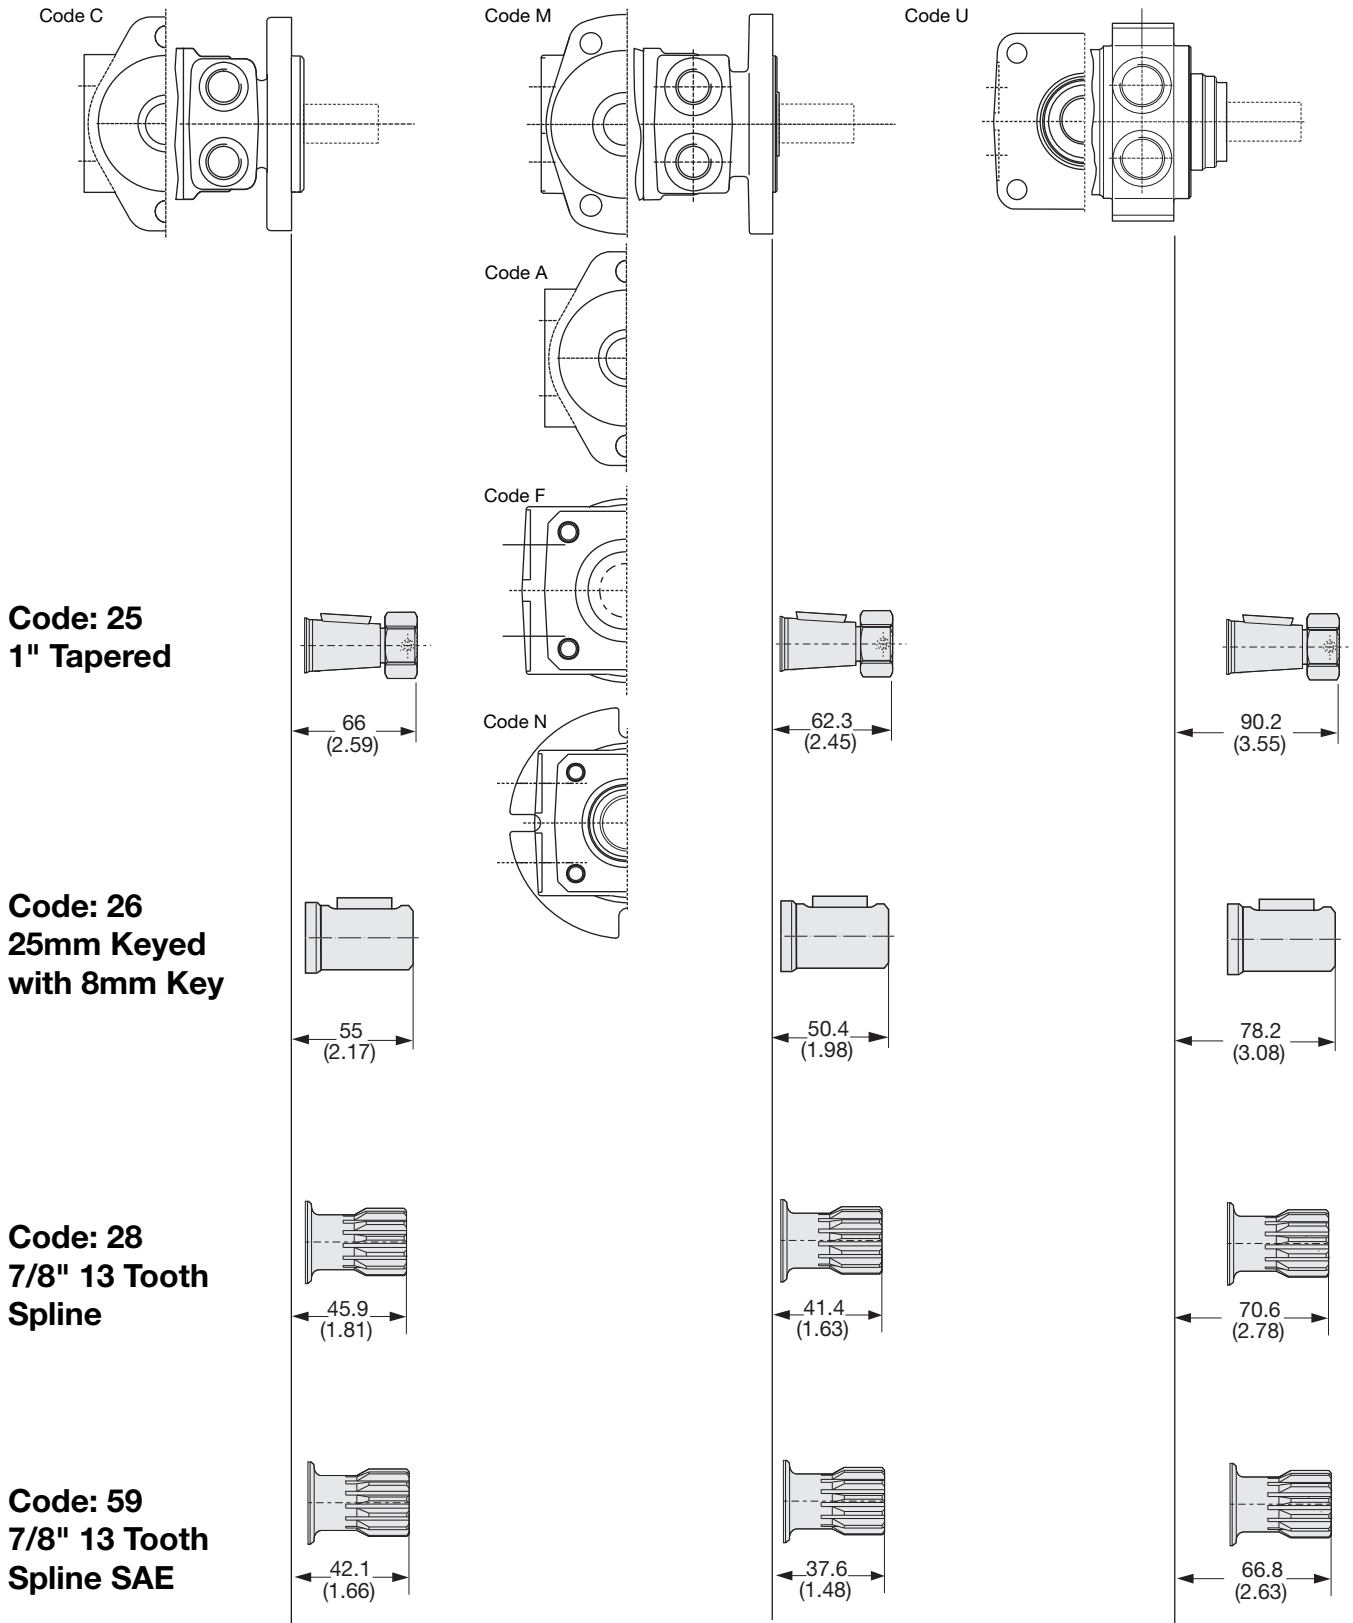 Code C
Code M
Code U
Code A
Code F
Code: 25
1" Tapered
66
(2.59)
62.3
(2.45)
90.2
(3.55)
Code N
Code: 26
25mm Keyed
with 8mm Key
55
(2.17)
50.4
(1.98)
78.2
(3.08)
Code: 28
7/8" 13 Tooth
Spline
45.9
(1.81)
41.4
(1.63)
70.6
(2.78)
Code: 59
7/8" 13 Tooth
Spline SAE
42.1
(1.66)
37.6
(1.48)
66.8
(2.63)